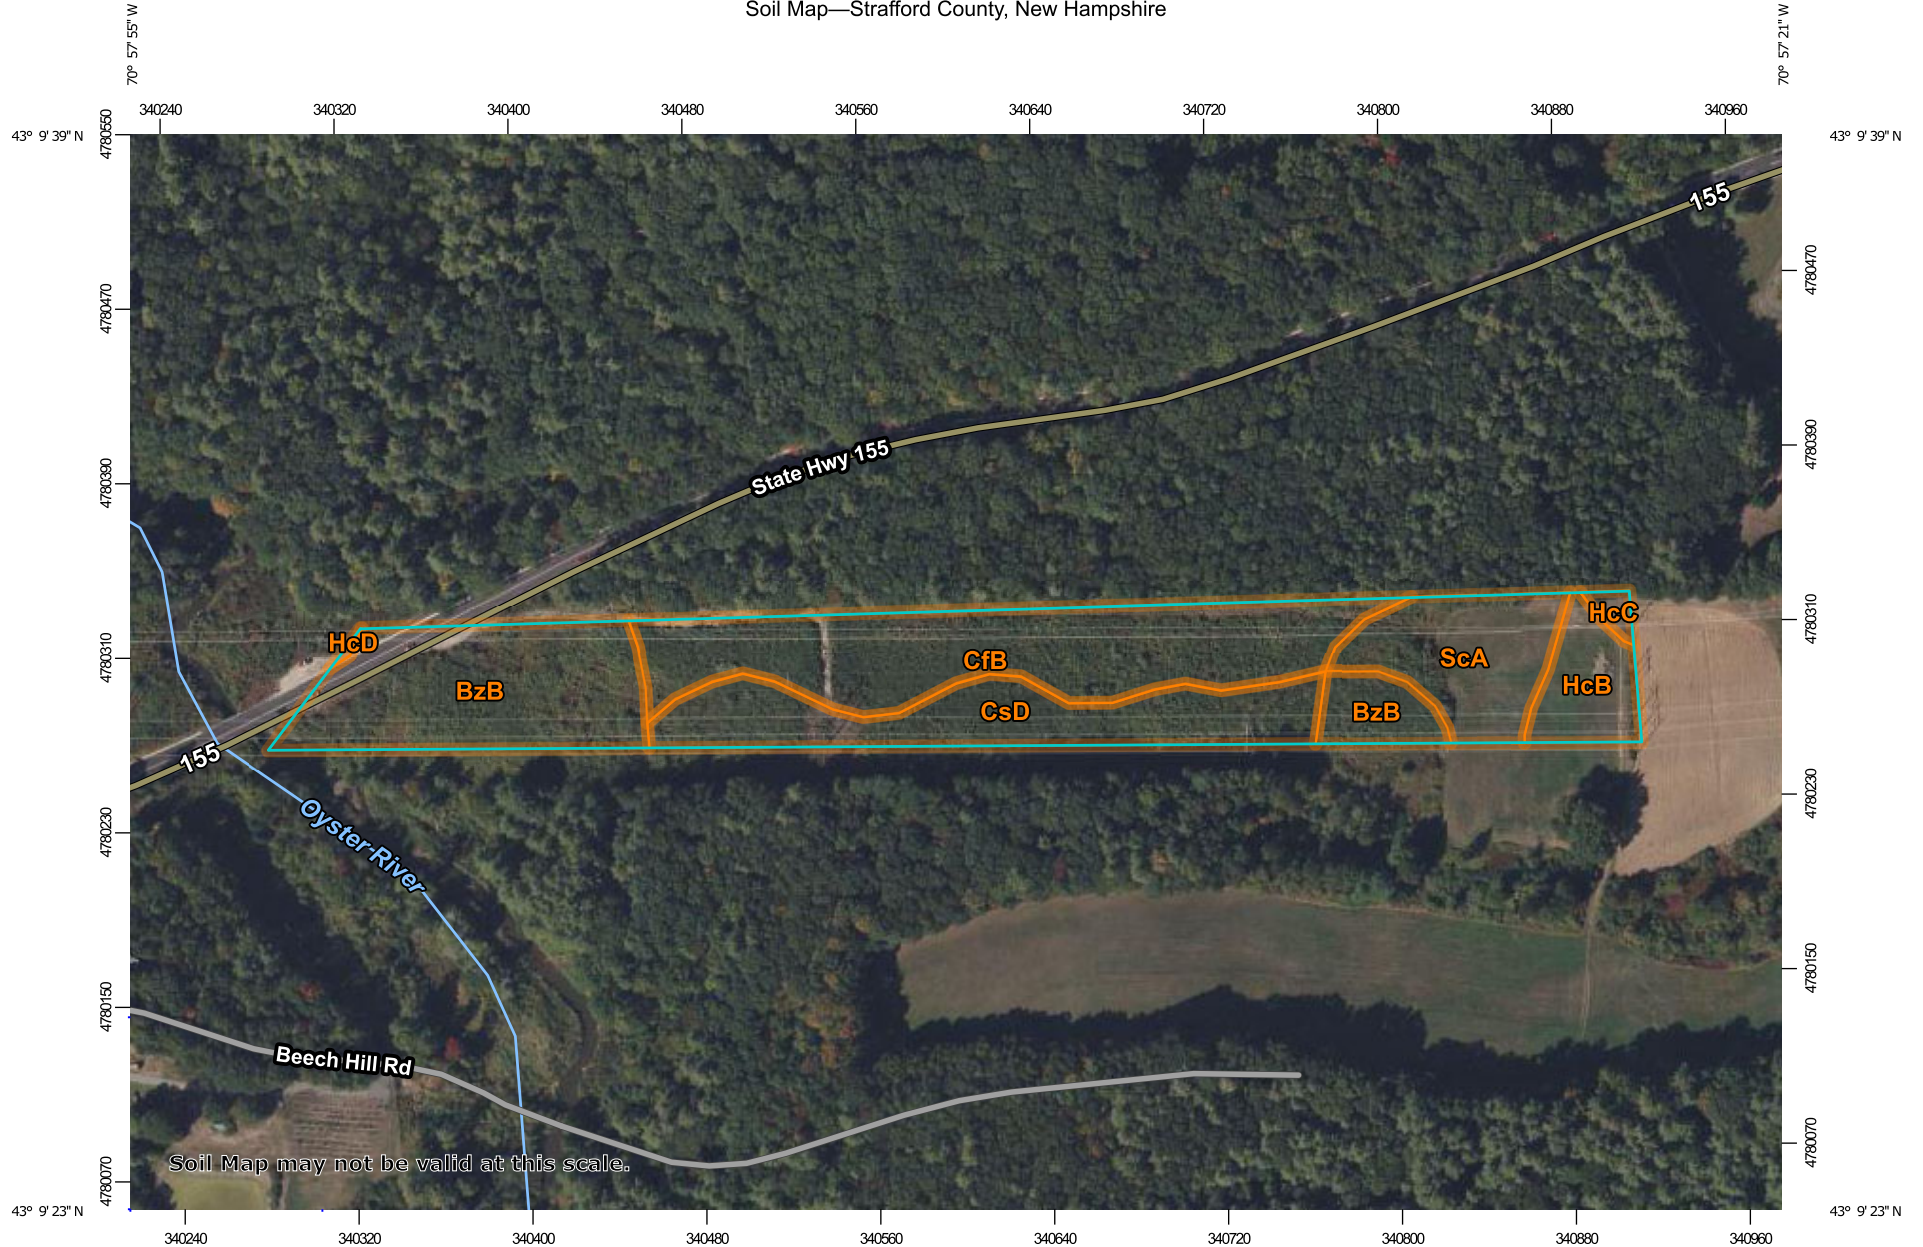 Soil Map—Strafford County, New Hampshire
70° 57' 55'' W
70° 57' 21'' W
340240 340320 340400 340480 340560 340640 340720 340800 340880 340960
43° 9' 39'' N
43° 9' 39'' N
4780550
4780470
4780390
4780310
4780230
4780150
4780070
4780470
4780390
4780310
4780230
4780150
4780070
155
State Hwy 155
155
HcD
BzB
CfB
CsD
BzB
ScA
HcC
HcB
Oyster River
Beech Hill Rd
Soil Map may not be valid at this scale.
43° 9' 23'' N
43° 9' 23'' N
340240 340320 340400 340480 340560 340640 340720 340800 340880 340960